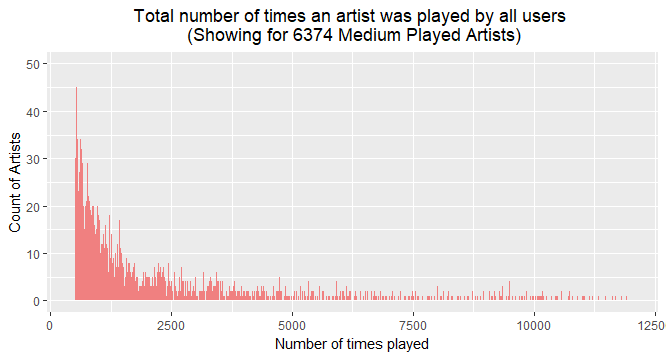 Total number of times an artist was played by all users
(Showing for 6374 Medium Played Artists)
50
40
30
20
10
0
Count of Artists
0 2500 5000 7500 10000 12500
Number of times played